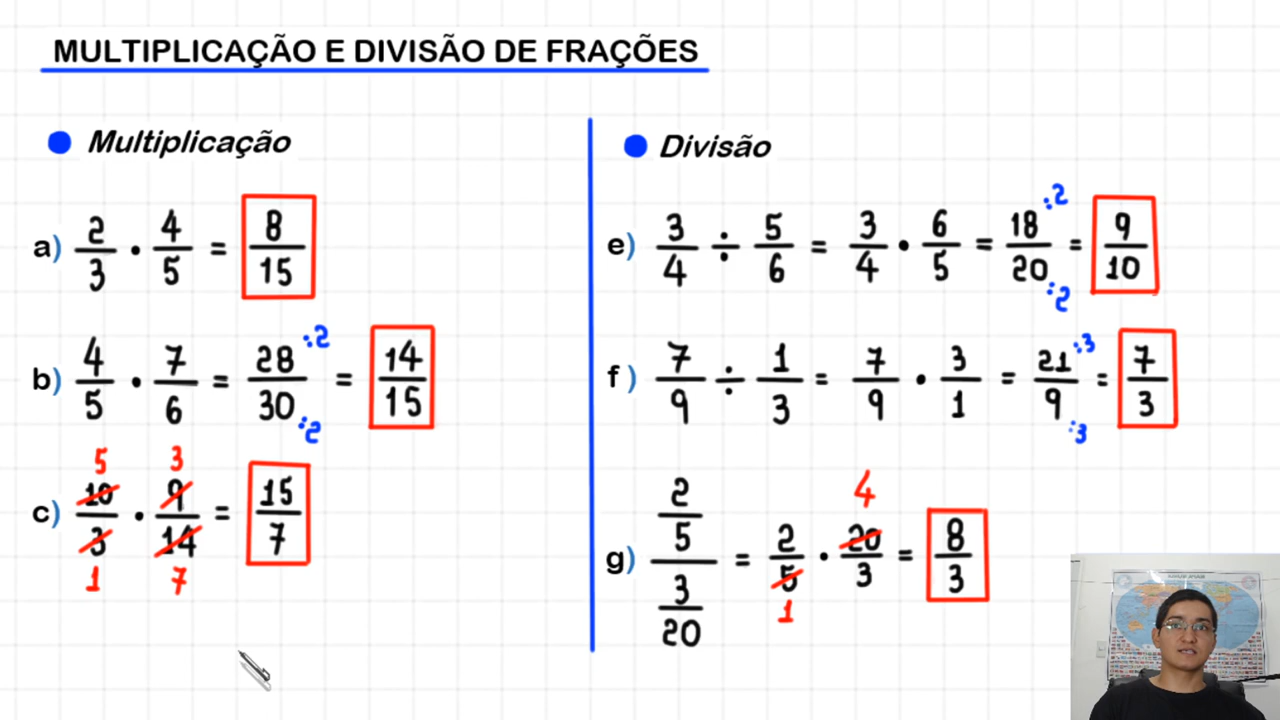 MULTIPLICAÇÃO E DIVISÃO DE FRAÇÕES
Multiplicação
a) 2/3 · 4/5 = 8/15
b) 4/5 · 7/6 = 28/30 :2 :2 = 14/15
c) 10/3 · 9/14 = 15/7
5 3
1 7
Divisão
e) 3/4 ÷ 5/6 = 3/4 · 6/5 = 18/20 :2 :2 = 9/10
f) 7/9 ÷ 1/3 = 7/9 · 3/1 = 21/9 :3 :3 = 7/3
g) 2/5 / 3/20 = 2/5 · 20/3 = 8/3
4
1